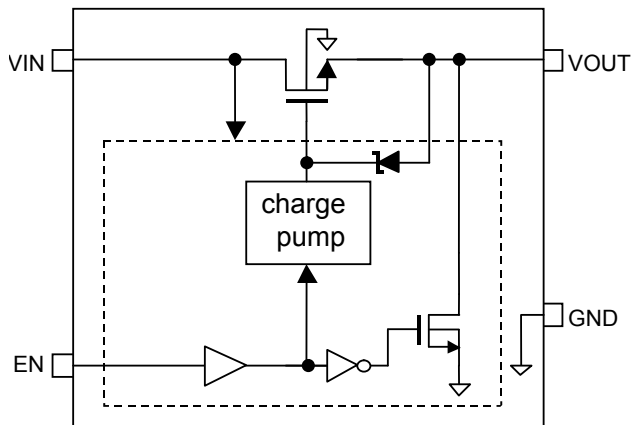 VIN
VOUT
charge
pump
GND
EN